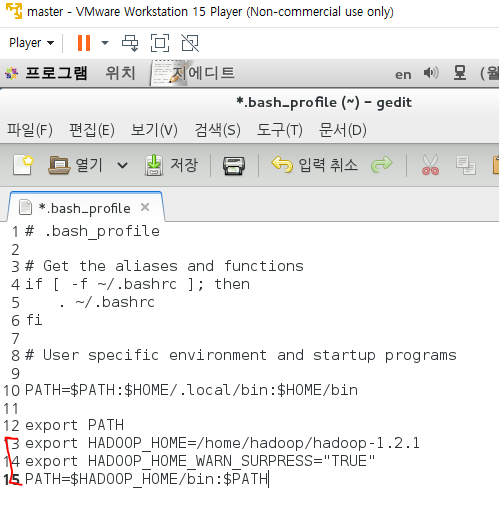 master - VMware Workstation 15 Player (Non-commercial use only)
Player
프로그램 위치 지에디트 en (월
*.bash_profile (~) - gedit
파일(F) 편집(E) 보기(V) 검색(S) 도구(T) 문서(D)
열기 저장 입력 취소
*.bash_profile ×
1 # .bash_profile
2
3 # Get the aliases and functions
4 if [ -f ~/.bashrc ]; then
5 . ~/.bashrc
6 fi
7
8 # User specific environment and startup programs
9
10 PATH=$PATH:$HOME/.local/bin:$HOME/bin
11
12 export PATH
13 export HADOOP_HOME=/home/hadoop/hadoop-1.2.1
14 export HADOOP_HOME_WARN_SURPRESS="TRUE"
15 PATH=$HADOOP_HOME/bin:$PATH